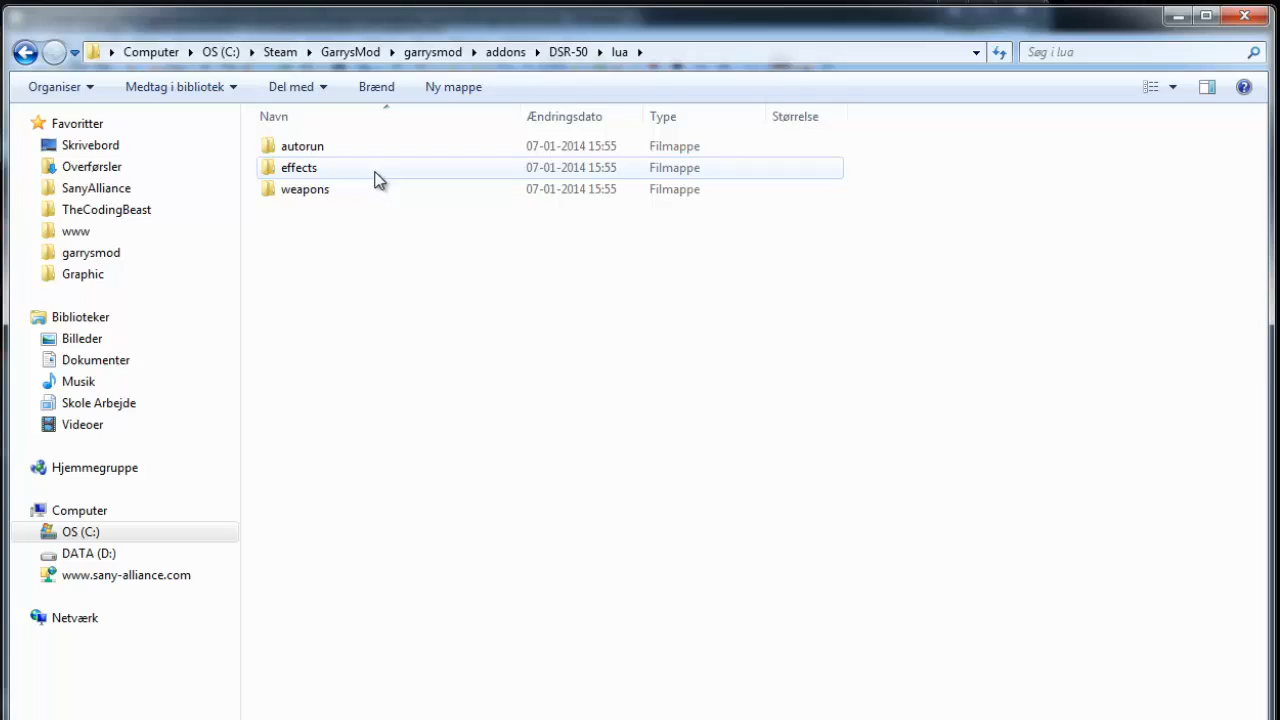 Computer OS (C:) Steam GarrysMod garrysmod addons DSR-50 lua Søg i lua
Organiser Medtag i bibliotek Del med Brænd Ny mappe
Navn Ændringsdato Type Størrelse
autorun 07-01-2014 15:55 Filmappe
effects 07-01-2014 15:55 Filmappe
weapons 07-01-2014 15:55 Filmappe
Favoritter
Skrivebord
Overførsler
SanyAlliance
TheCodingBeast
www
garrysmod
Graphic
Biblioteker
Billeder
Dokumenter
Musik
Skole Arbejde
Videoer
Hjemmegruppe
Computer
OS (C:)
DATA (D:)
www.sany-alliance.com
Netværk